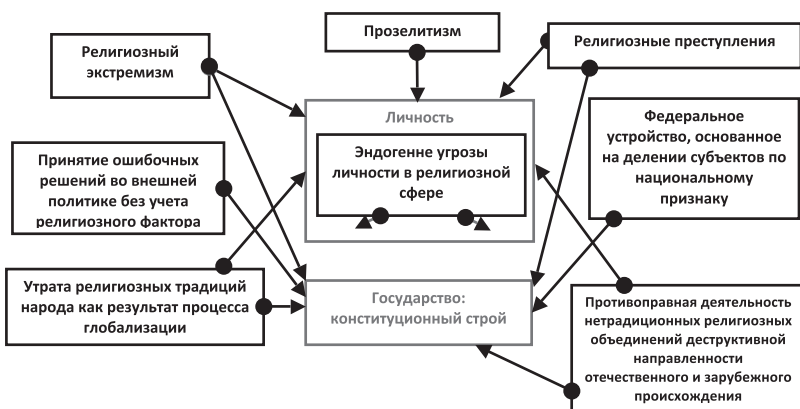 Прозелитизм
Религиозный
экстремизм
Религиозные преступления
Личность
Эндогенне угрозы
личности в религиозной
сфере
Федеральное
устройство, основанное
на делении субъектов по
национальному
признаку
Принятие ошибочных
решений во внешней
политике без учета
религиозного фактора
Утрата религиозных традиций
народа как результат процесса
глобализации
Государство:
конституционный строй
Противоправная деятельность
нетрадиционных религиозных
объединений деструктивной
направленности
отечественного и зарубежного
происхождения